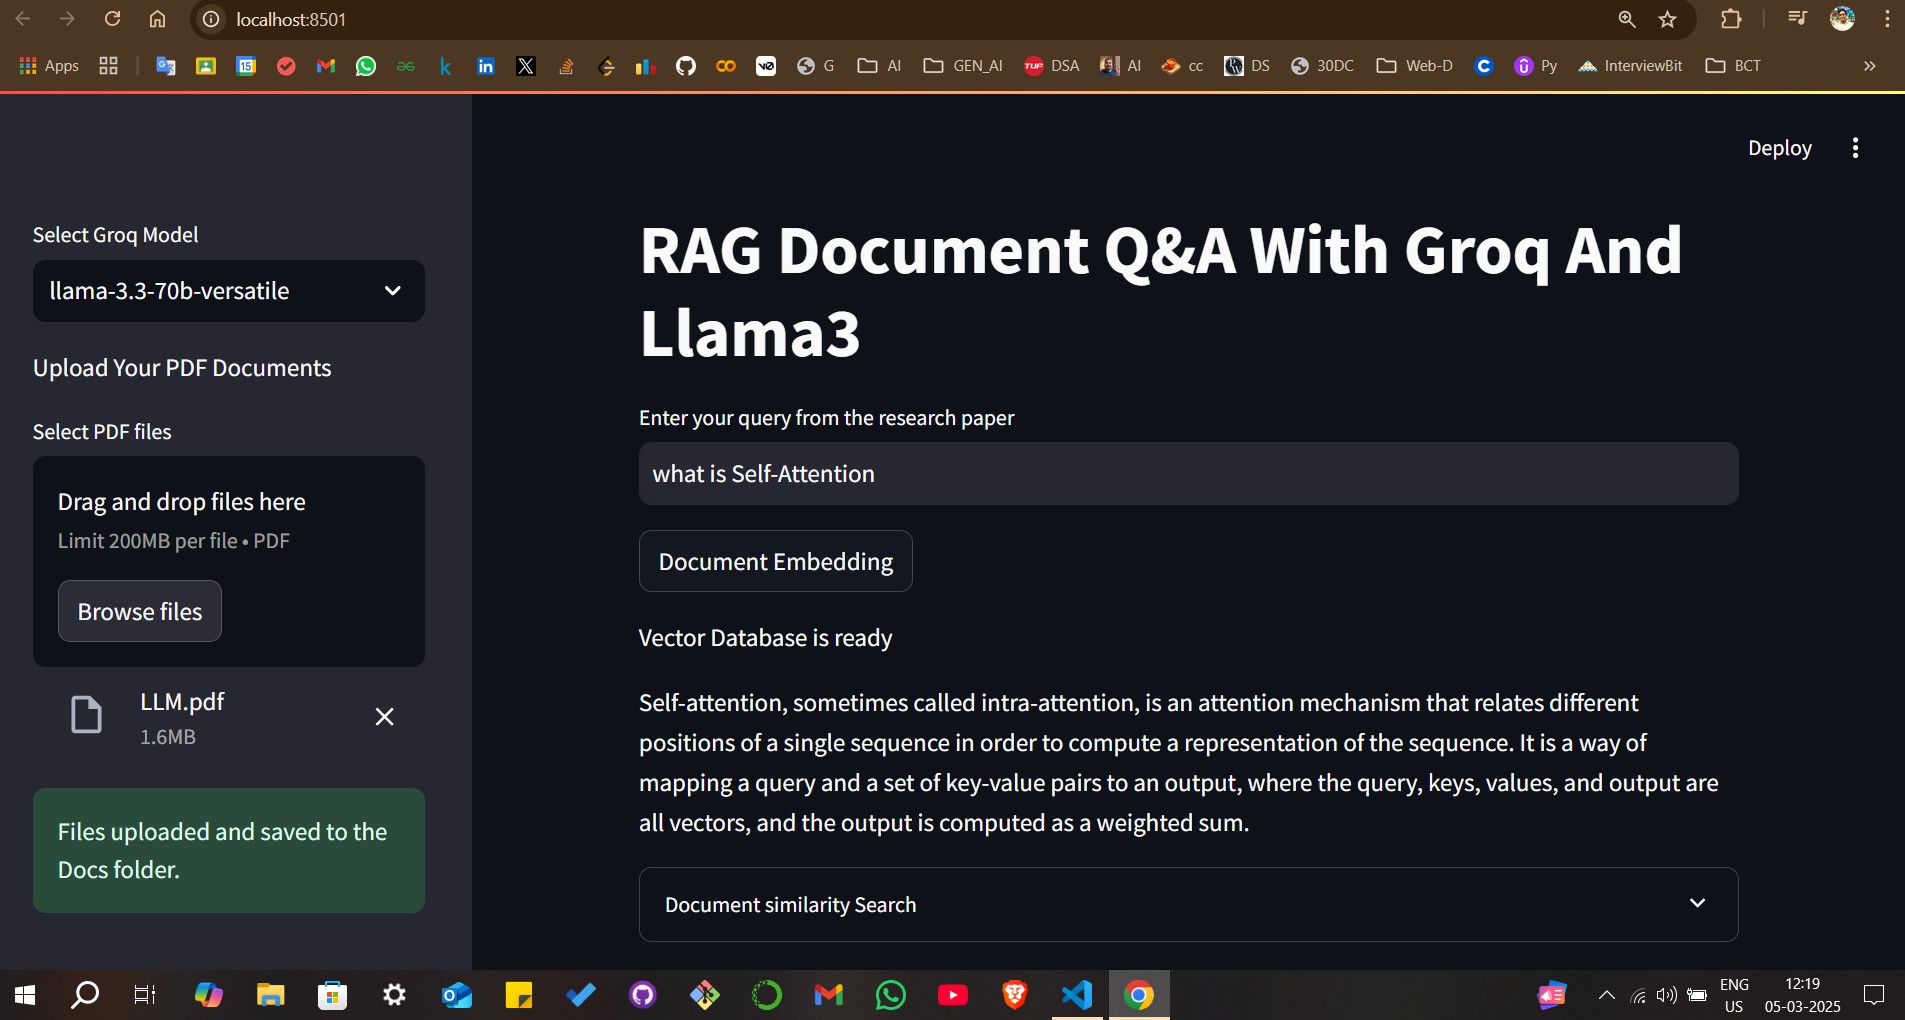 localhost:8501
Apps
G
AI
GEN_AI
TUF DSA
AI
cc
DS
30DC
Web-D
Py
InterviewBit
BCT
Deploy
Select Groq Model
llama-3.3-70b-versatile
Upload Your PDF Documents
Select PDF files
Drag and drop files here
Limit 200MB per file • PDF
Browse files
LLM.pdf
1.6MB
Files uploaded and saved to the
Docs folder.
RAG Document Q&A With Groq And
Llama3
Enter your query from the research paper
what is Self-Attention
Document Embedding
Vector Database is ready
Self-attention, sometimes called intra-attention, is an attention mechanism that relates different
positions of a single sequence in order to compute a representation of the sequence. It is a way of
mapping a query and a set of key-value pairs to an output, where the query, keys, values, and output are
all vectors, and the output is computed as a weighted sum.
Document similarity Search
ENG
US
12:19
05-03-2025